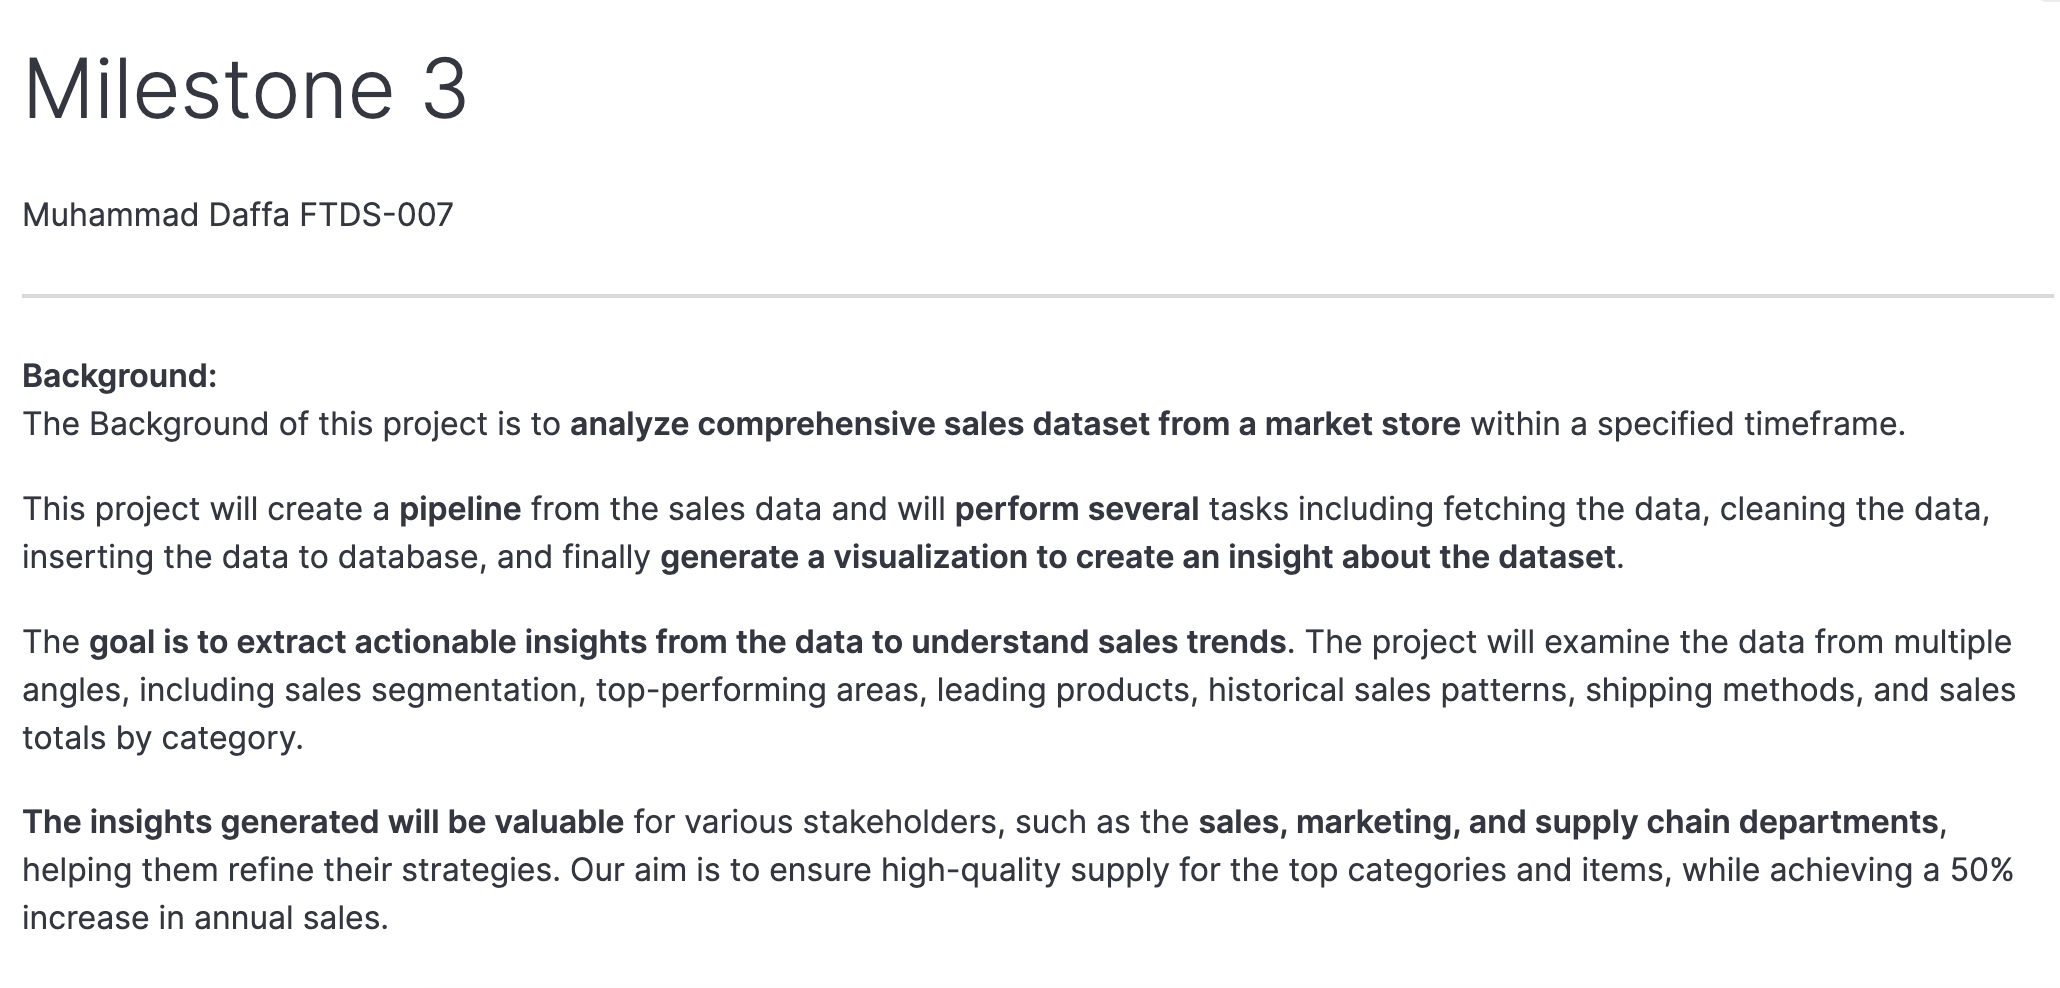 Milestone 3
Muhammad Daffa FTDS-007
Background:
The Background of this project is to analyze comprehensive sales dataset from a market store within a specified timeframe.
This project will create a pipeline from the sales data and will perform several tasks including fetching the data, cleaning the data,
inserting the data to database, and finally generate a visualization to create an insight about the dataset.
The goal is to extract actionable insights from the data to understand sales trends. The project will examine the data from multiple
angles, including sales segmentation, top-performing areas, leading products, historical sales patterns, shipping methods, and sales
totals by category.
The insights generated will be valuable for various stakeholders, such as the sales, marketing, and supply chain departments,
helping them refine their strategies. Our aim is to ensure high-quality supply for the top categories and items, while achieving a 50%
increase in annual sales.